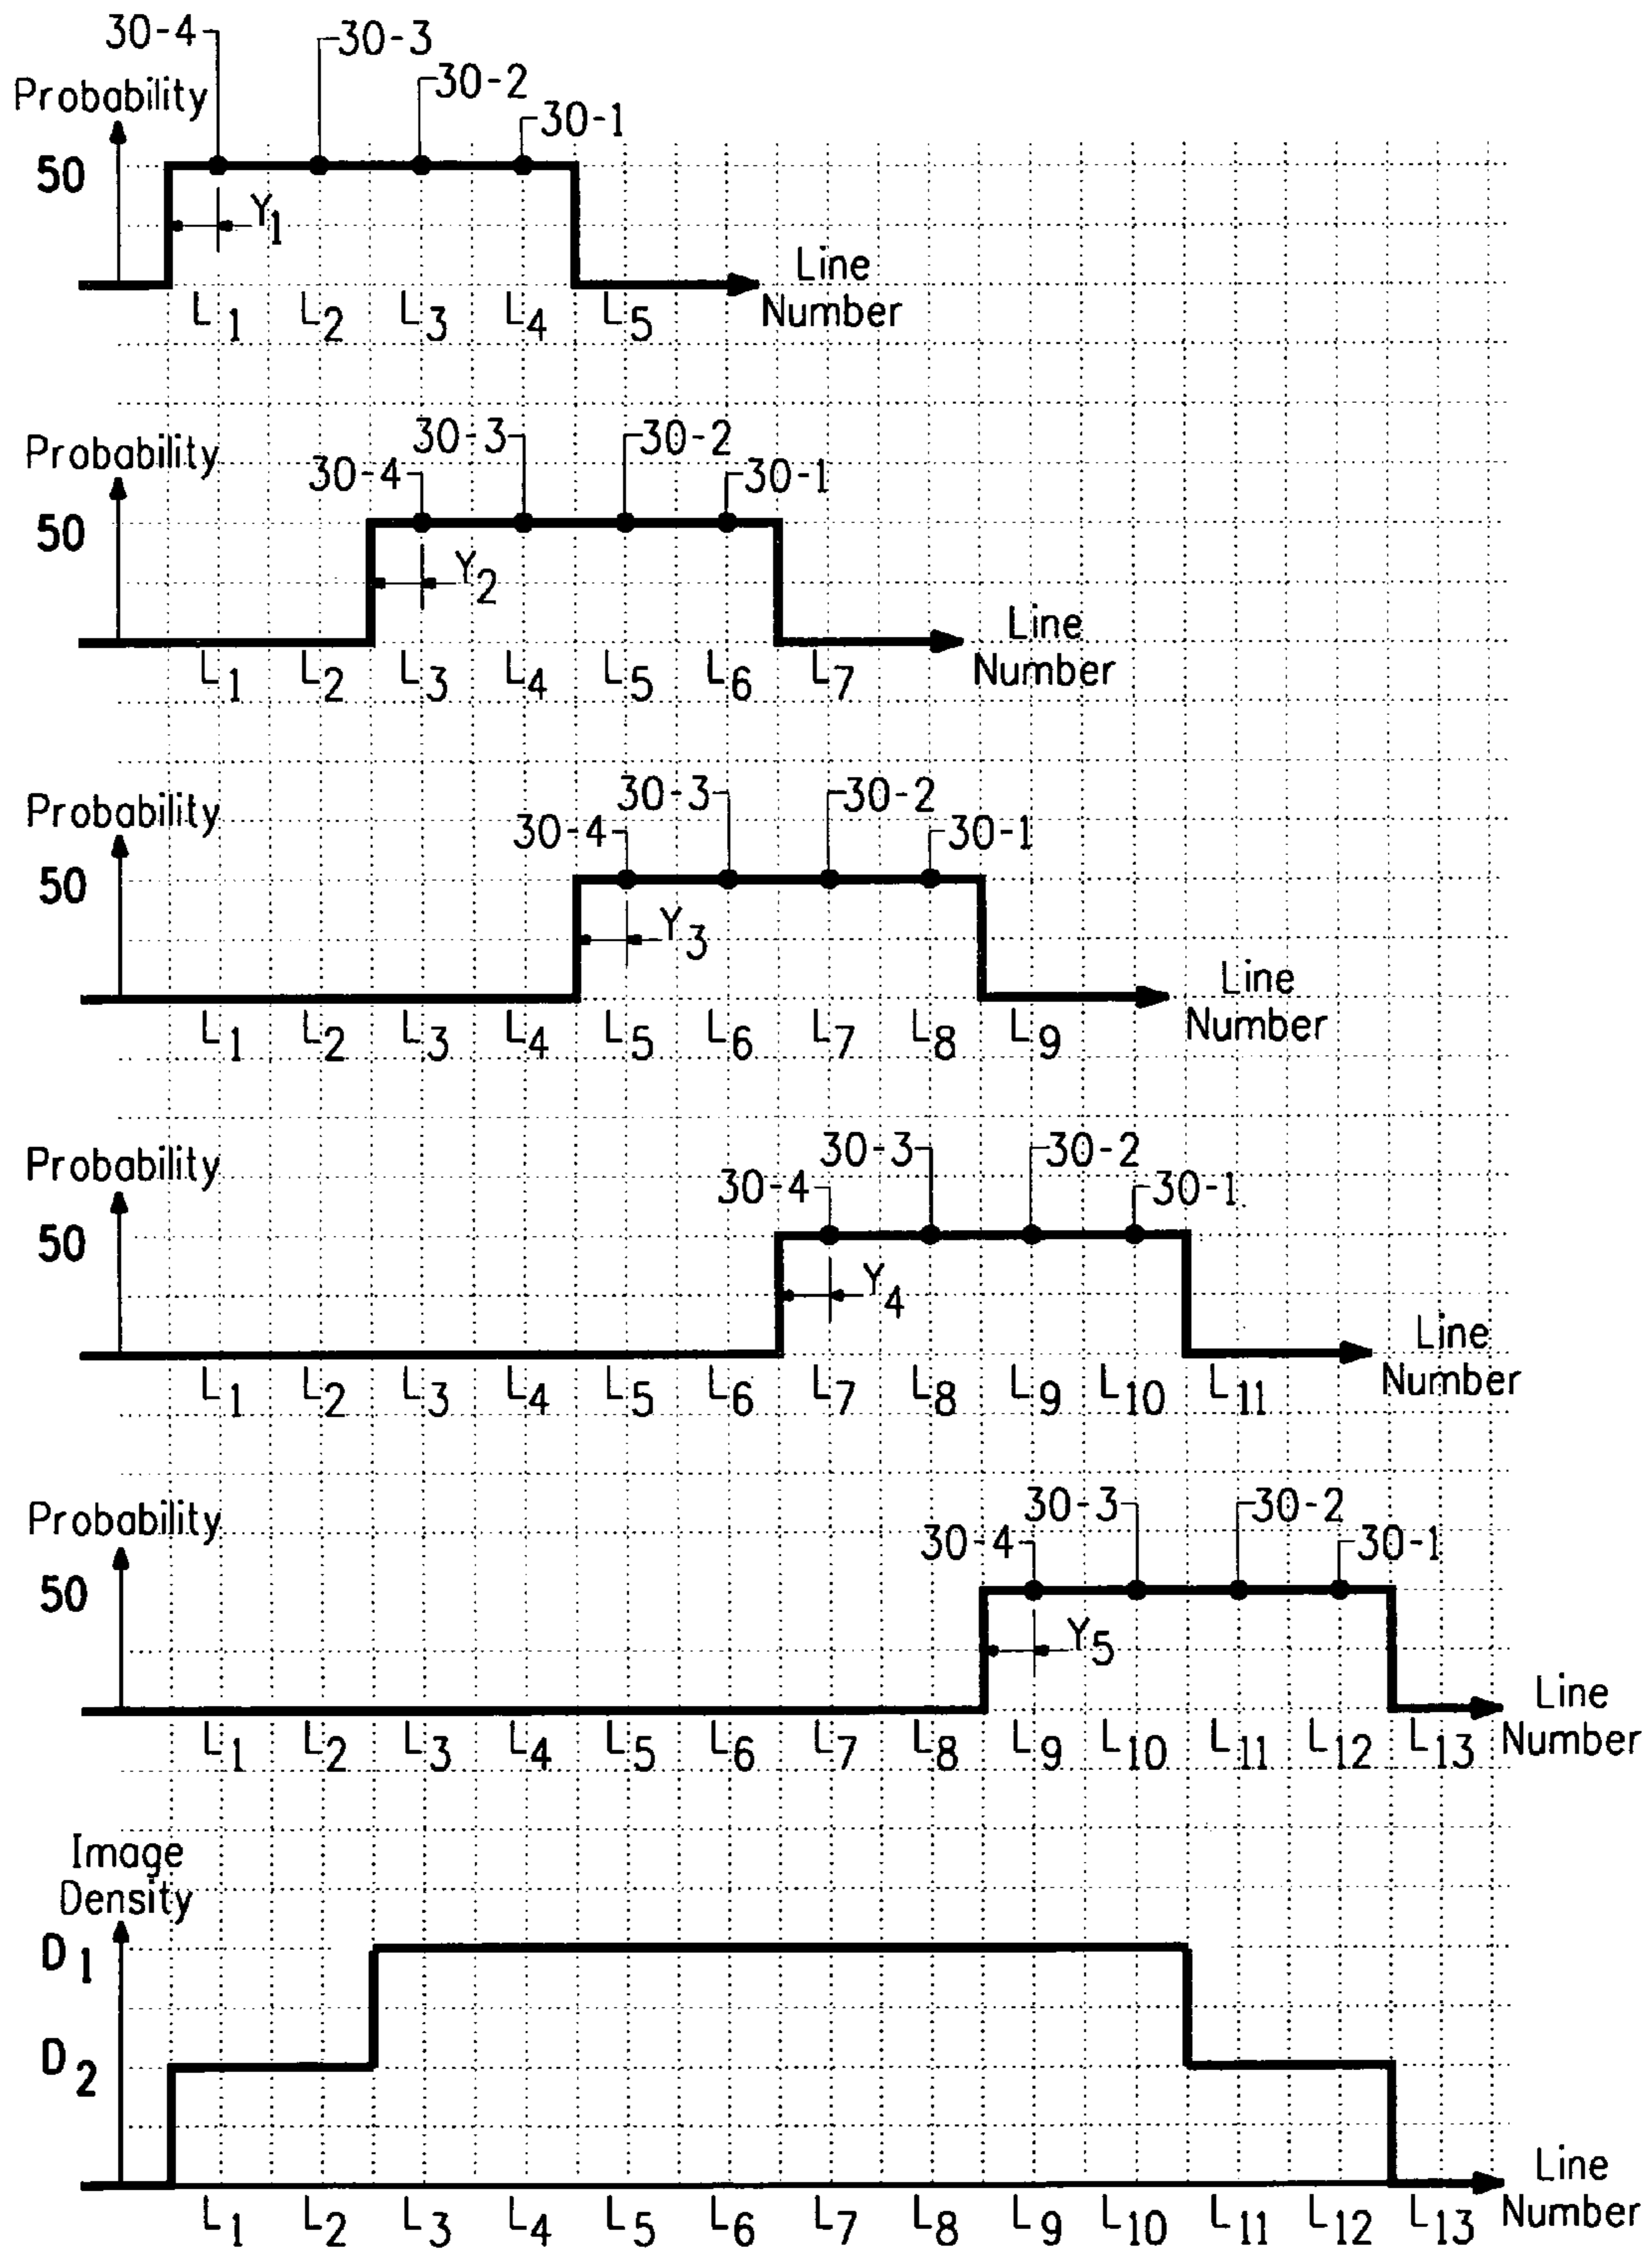 30-4
30-3
30-2
30-1
Probability
50
Y1
Line
Number
L1 L2 L3 L4 L5
30-3
30-2
30-4
30-1
Probability
50
Y2
Line
Number
L1 L2 L3 L4 L5 L6 L7
30-3
30-2
30-4
30-1
Probability
50
Y3
Line
Number
L1 L2 L3 L4 L5 L6 L7 L8 L9
30-3
30-2
30-4
30-1
Probability
50
Y4
Line
Number
L1 L2 L3 L4 L5 L6 L7 L8 L9 L10 L11
30-3
30-2
30-4
30-1
Probability
50
Y5
Line
Number
L1 L2 L3 L4 L5 L6 L7 L8 L9 L10 L11 L12 L13
Image
Density
D1
D2
Line
Number
L1 L2 L3 L4 L5 L6 L7 L8 L9 L10 L11 L12 L13